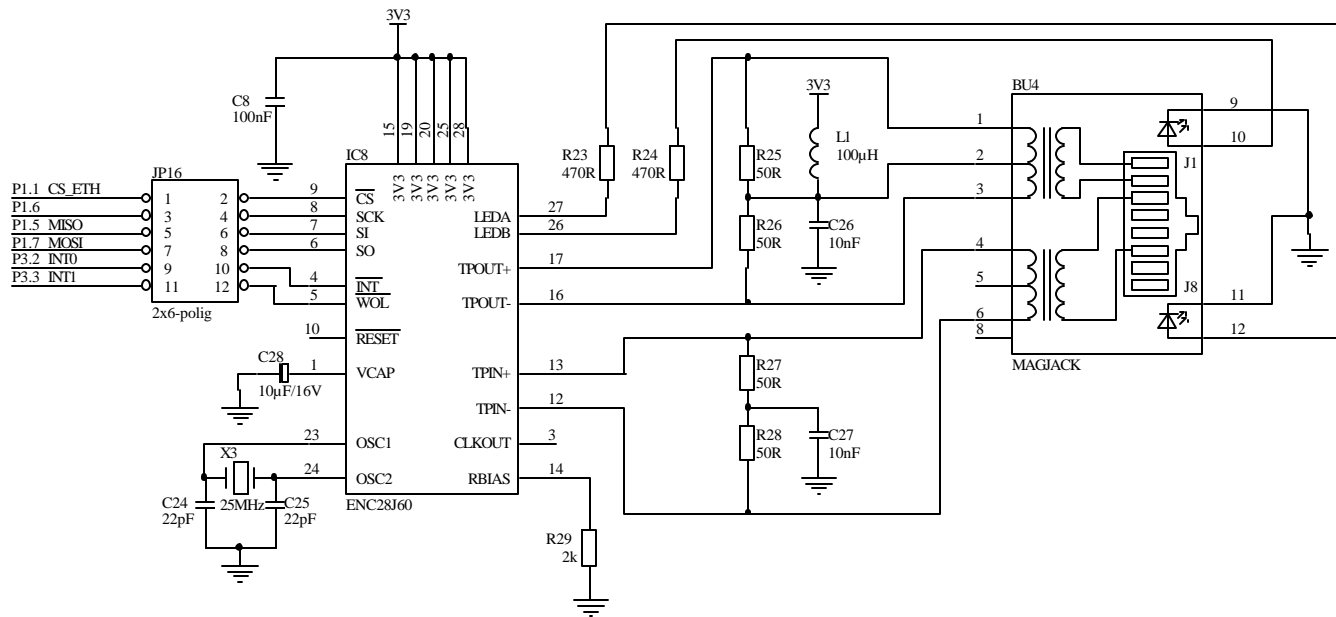 3V3
C8
100nF
15
19
20
25
28
IC8
3V3
3V3
3V3
3V3
3V3
JP16
P1.1 CS_ETH
P1.6
P1.5 MISO
P1.7 MOSI
P3.2 INT0
P3.3 INT1
1 2
3 4
5 6
7 8
9 10
11 12
2x6-polig
9 CS
8 SCK
7 SI
6 SO
4 INT
5 WOL
10 RESET
C28
10µF/16V
1 VCAP
23 OSC1
24 OSC2
X3
25MHz
C24
22pF
C25
22pF
ENC28J60
LEDA 27
LEDB 26
TPOUT+ 17
TPOUT- 16
TPIN+ 13
TPIN- 12
CLKOUT 3
RBIAS 14
R29
2k
R23
470R
R24
470R
R25
50R
R26
50R
3V3
L1
100µH
C26
10nF
R27
50R
R28
50R
C27
10nF
BU4
1
2
3
4
5
6
8
J1
J8
9
10
11
12
MAGJACK